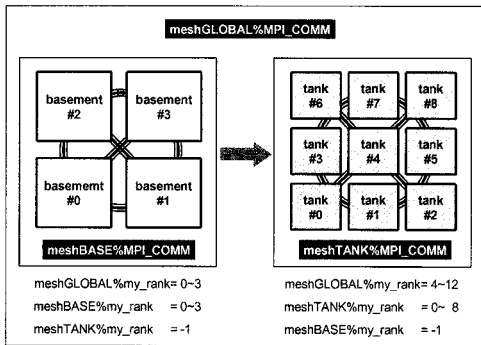 meshGLOBAL%MPI_COMM
basement
#2
basement
#3
basememt
#0
basement
#1
meshBASE%MPI_COMM
meshGLOBAL%my_rank= 0~3
meshBASE%my_rank = 0~3
meshTANK%my_rank = -1
tank
#6
tank
#7
tank
#8
tank
#3
tank
#4
tank
#5
tank
#0
tank
#1
tank
#2
meshTANK%MPI_COMM
meshGLOBAL%my_rank= 4~12
meshTANK%my_rank = 0~ 8
meshBASE%my_rank = -1